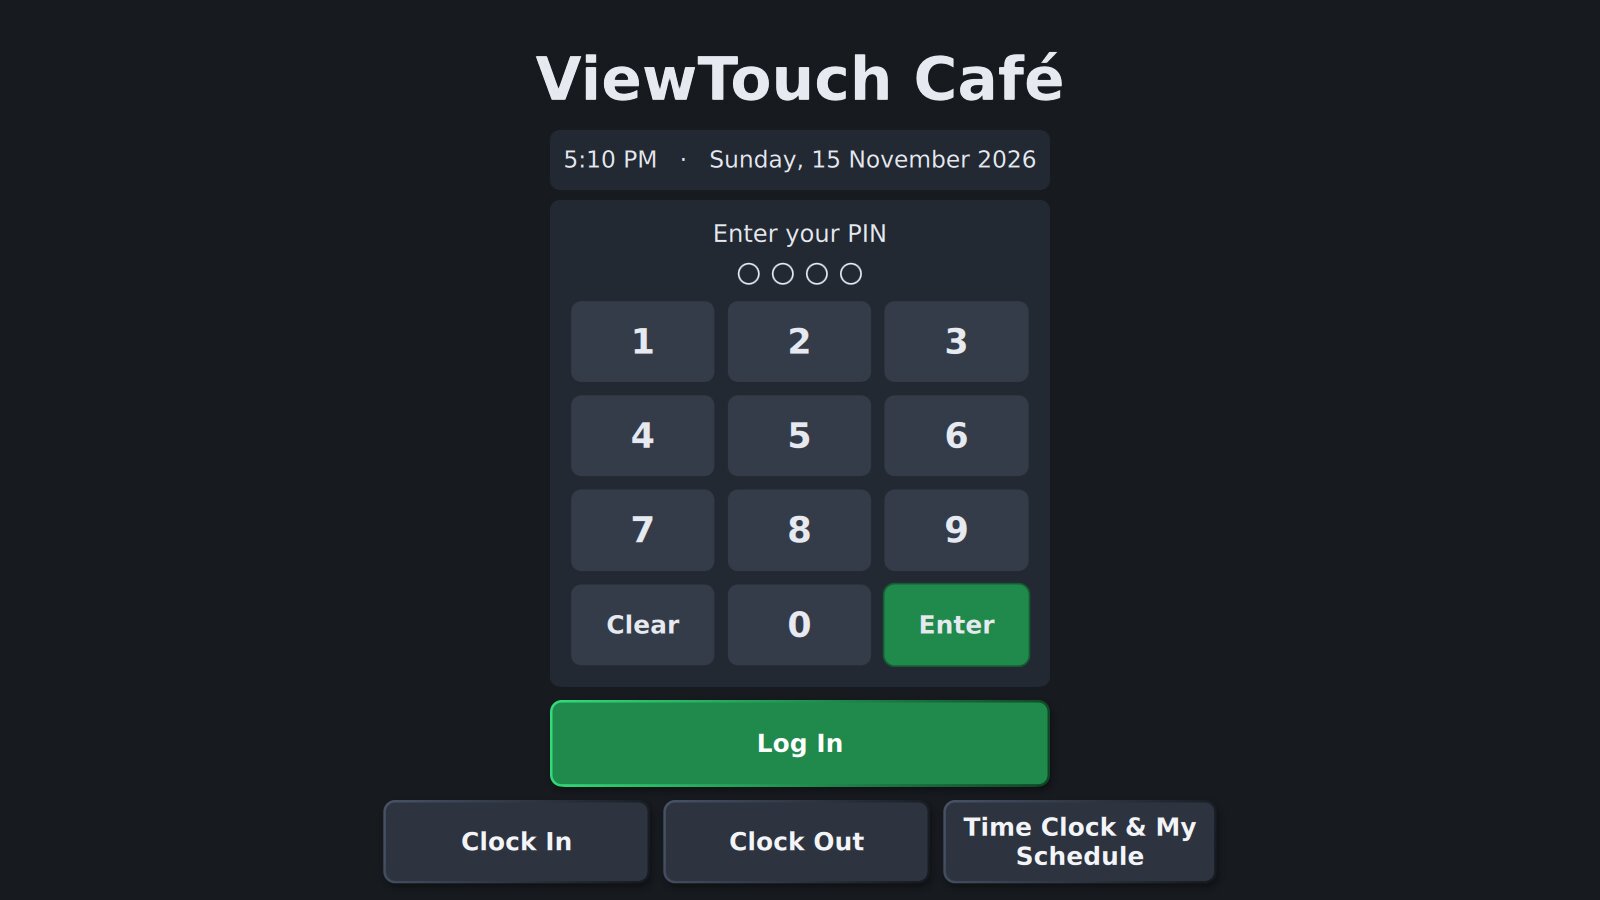 ViewTouch Café
5:10 PM · Sunday, 15 November 2026
Enter your PIN
1 2 3
4 5 6
7 8 9
Clear 0 Enter
Log In
Clock In
Clock Out
Time Clock & My
Schedule